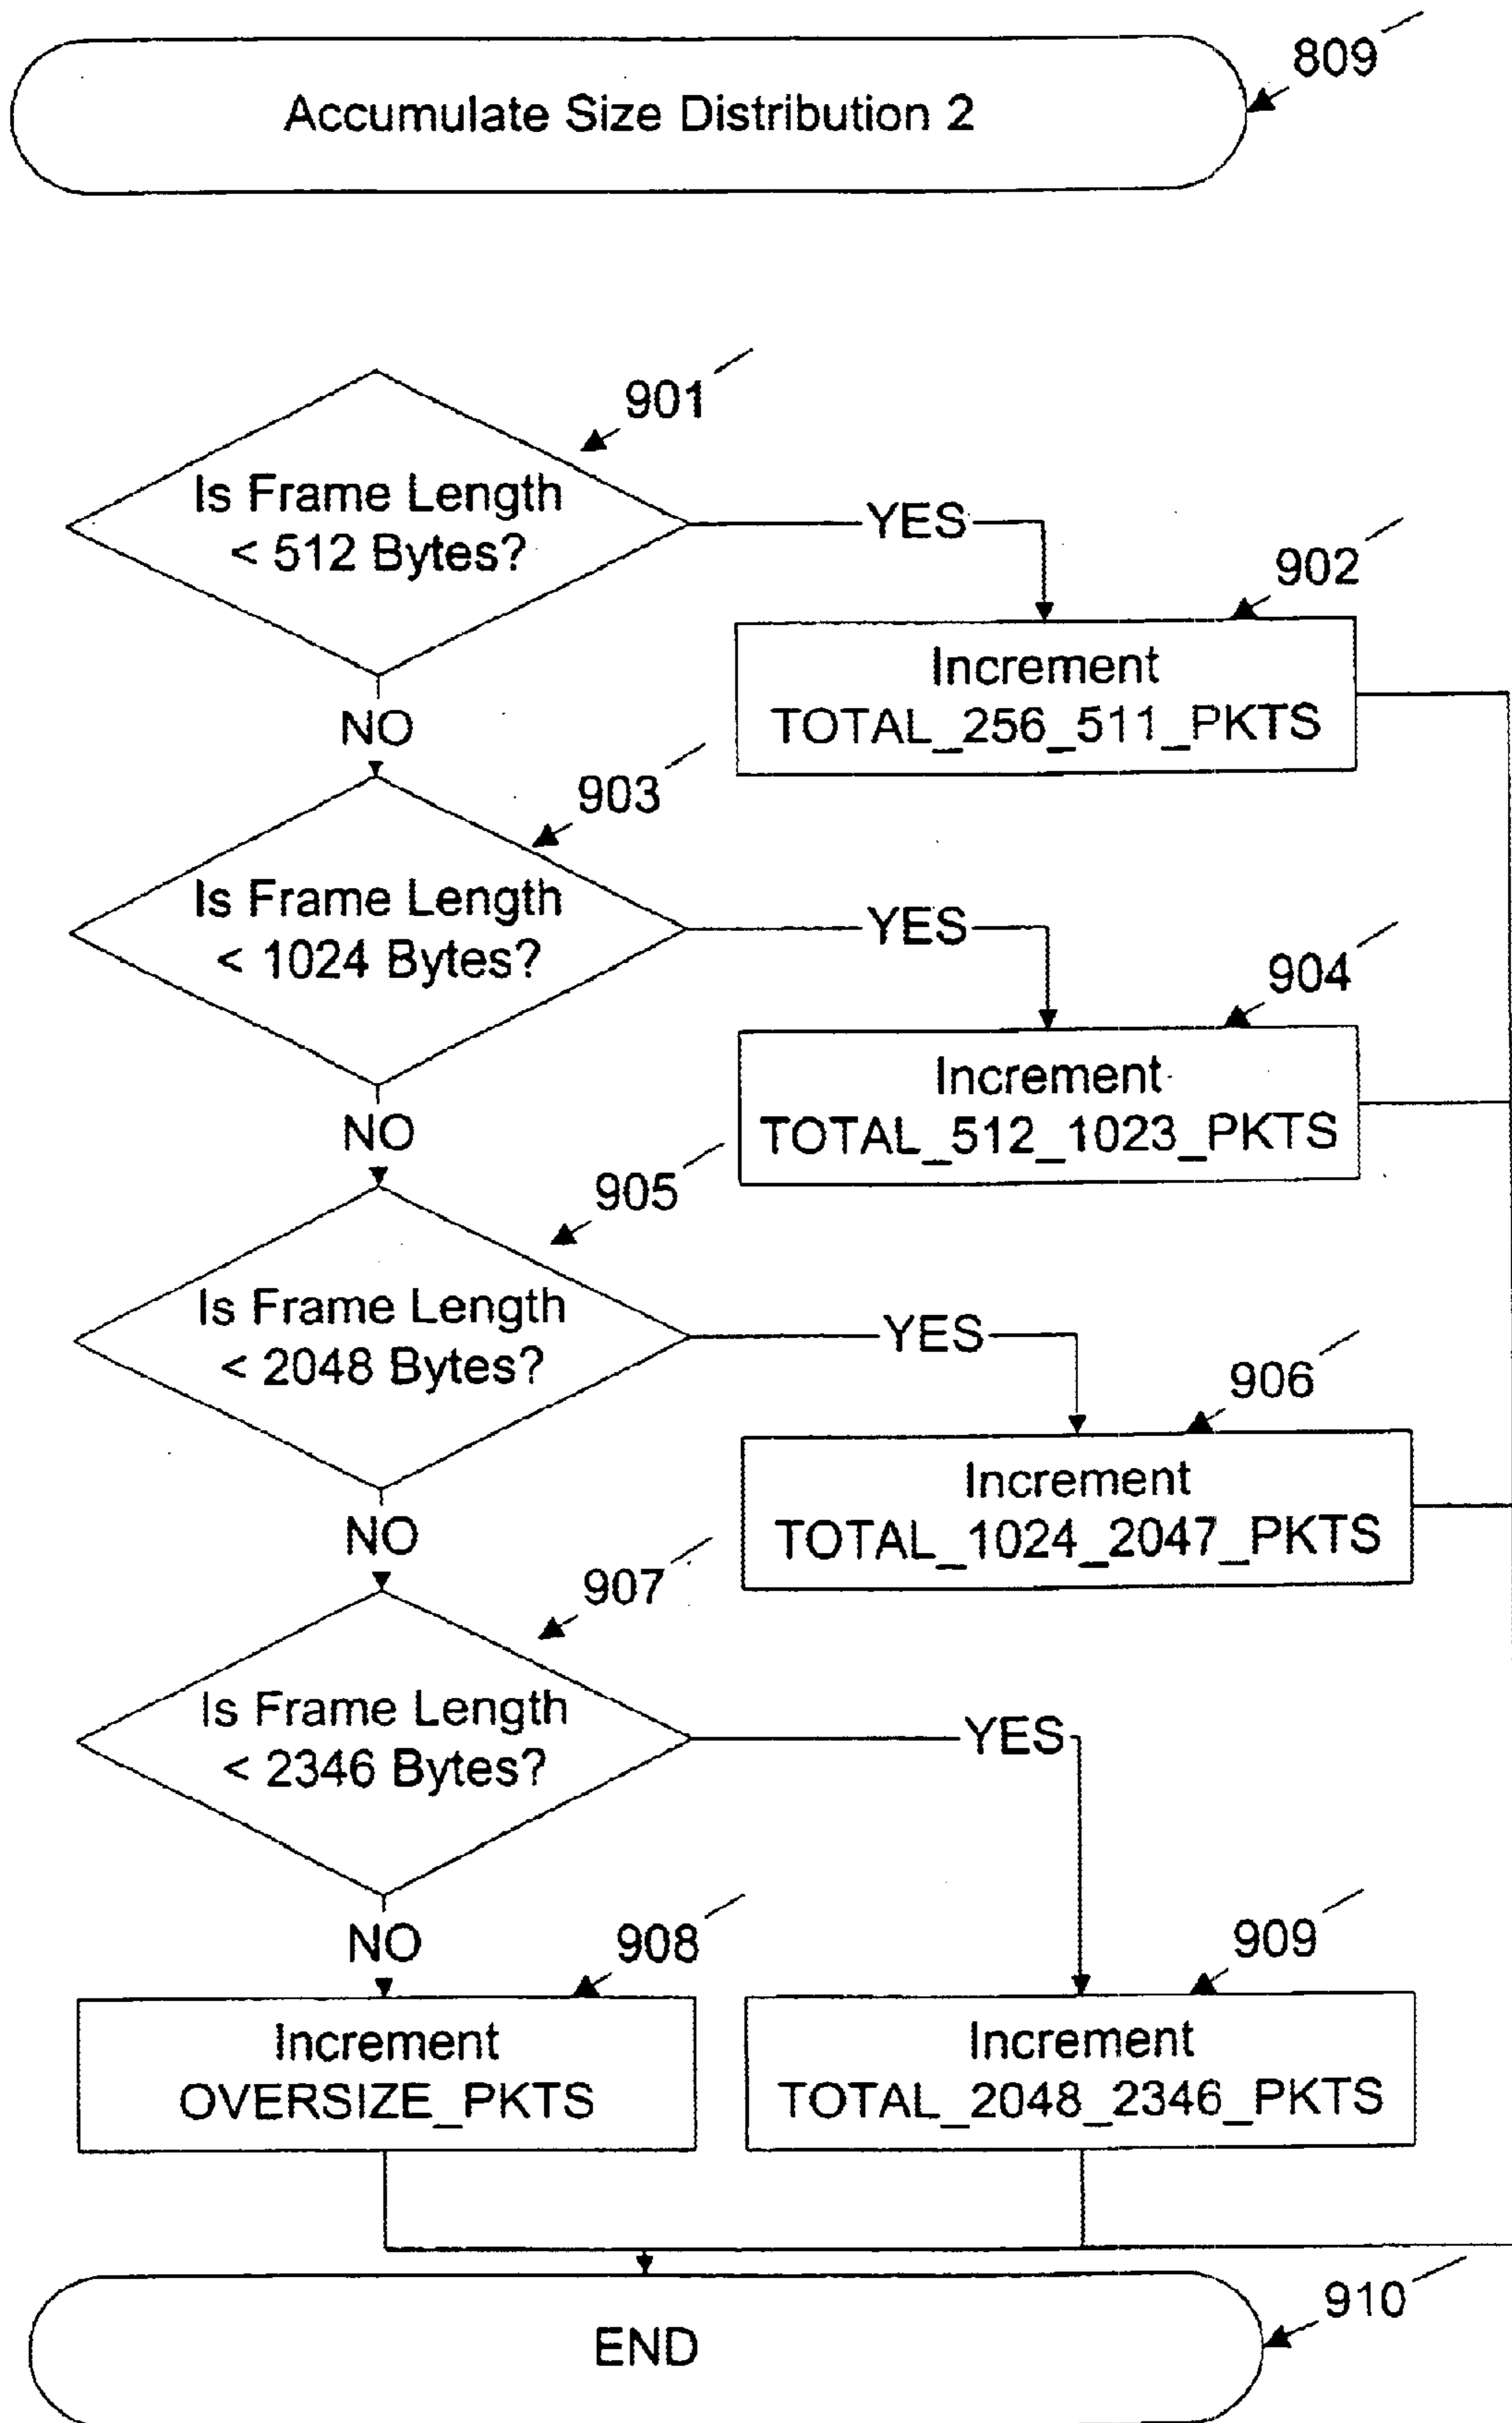 809
Accumulate Size Distribution 2
901
Is Frame Length
< 512 Bytes?
YES
902
Increment
TOTAL_256_511_PKTS
NO
903
Is Frame Length
< 1024 Bytes?
YES
904
Increment
TOTAL_512_1023_PKTS
NO
905
Is Frame Length
< 2048 Bytes?
YES
906
Increment
TOTAL_1024_2047_PKTS
NO
907
Is Frame Length
< 2346 Bytes?
YES
NO
908
909
Increment
OVERSIZE_PKTS
Increment
TOTAL_2048_2346_PKTS
910
END